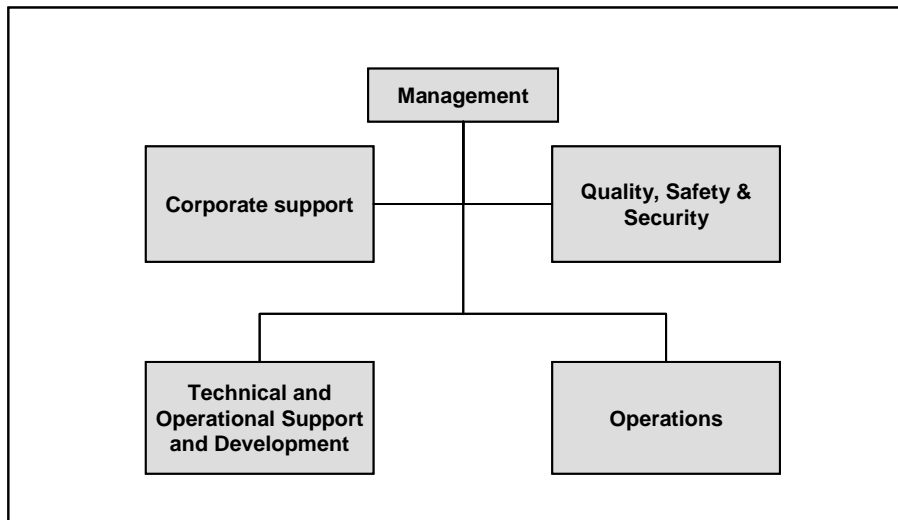 Management
Corporate support
Quality, Safety &
Security
Technical and
Operational Support
and Development
Operations